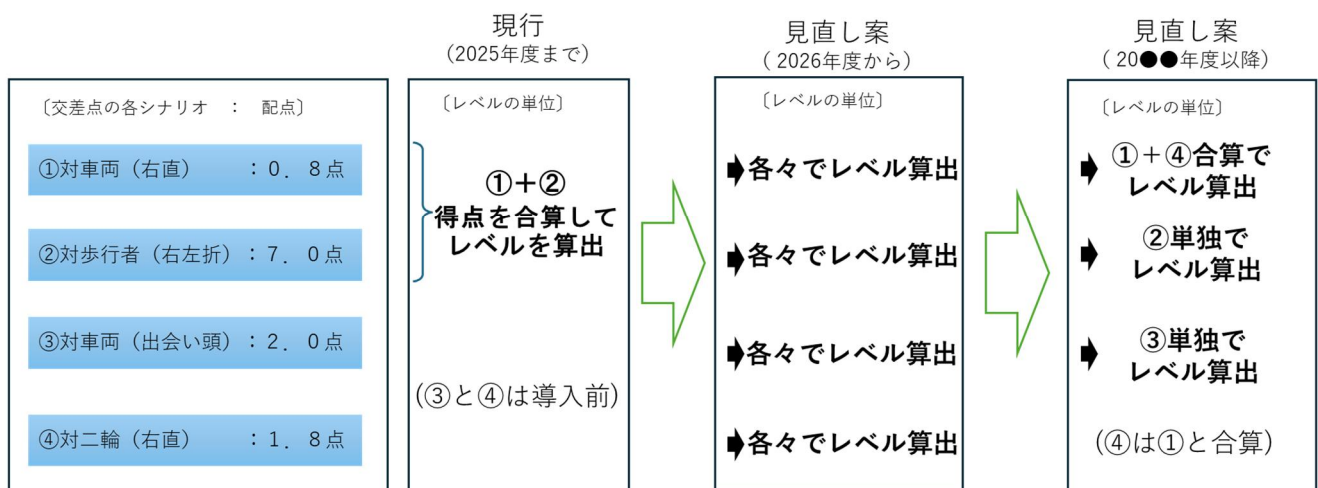 現行
(2025年度まで)
見直し案
( 2026年度から)
見直し案
( 20●●年度以降)
〔交差点の各シナリオ ： 配点〕
①対車両（右直） ：０．８点
②対歩行者（右左折）：７．０点
③対車両（出会い頭）：２．０点
④対二輪（右直） ：１．８点
〔レベルの単位〕
①＋②
得点を合算して
レベルを算出
(③と④は導入前)
〔レベルの単位〕
各々でレベル算出
各々でレベル算出
各々でレベル算出
各々でレベル算出
〔レベルの単位〕
①＋④合算で
レベル算出
②単独で
レベル算出
③単独で
レベル算出
(④は①と合算)